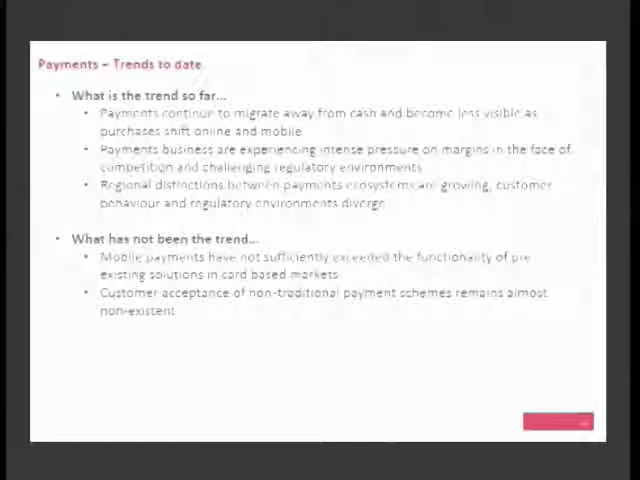 Payments – Trends to date
• What is the trend so far...
• Payments continue to migrate away from cash and become less visible as
purchases shift online and mobile
• Payments business are experiencing intense pressure on margins in the face of
competition and challenging regulatory environments
• Regional distinctions between payments ecosystems are growing, customer
behaviour and regulatory environments diverge
• What has not been the trend...
• Mobile payments have not sufficiently exceeded the functionality of pre
existing solutions in card based markets
• Customer acceptance of non-traditional payment schemes remains almost
non-existent